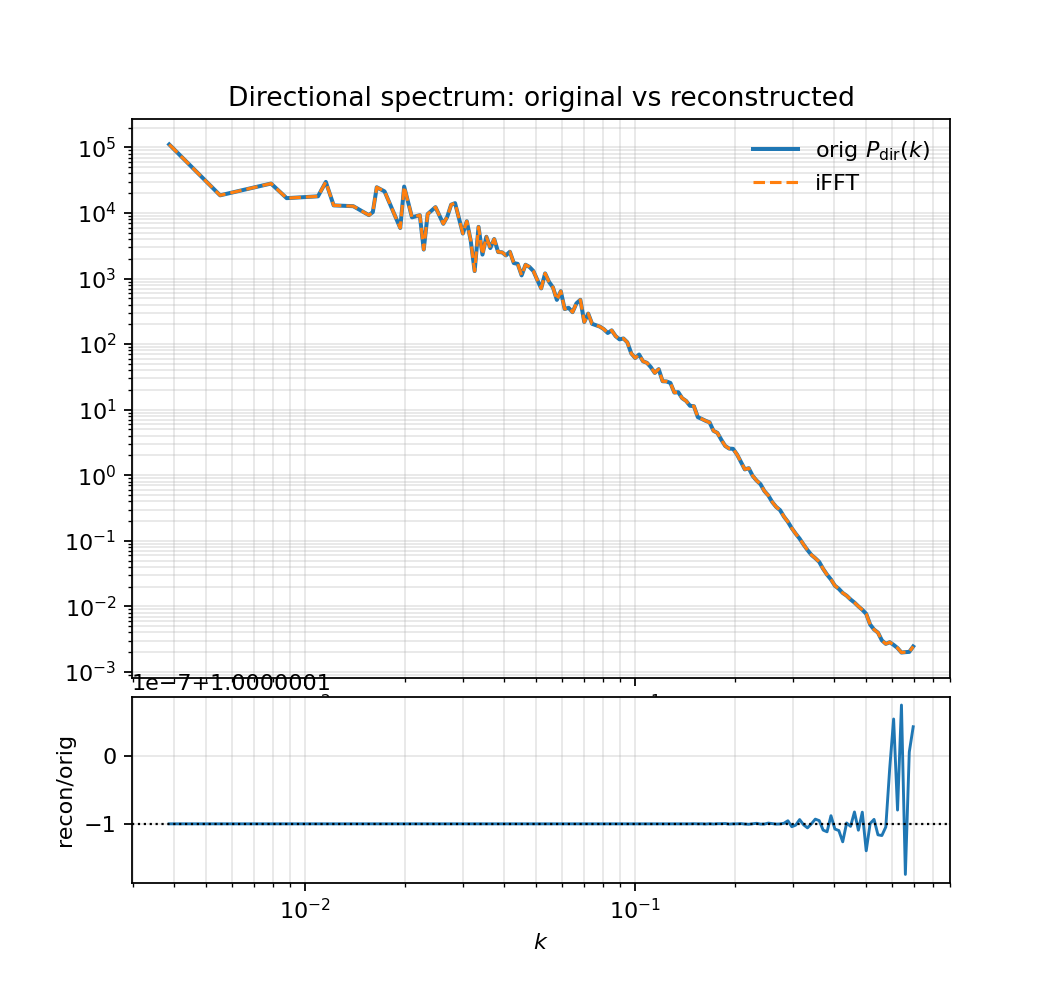 Directional spectrum: original vs reconstructed
orig P_dir(k)
iFFT
10^5
10^4
10^3
10^2
10^1
10^0
10^−1
10^−2
10^−3
1e−7+1.0000001
recon/orig
0
−1
10^−2
10^−1
k